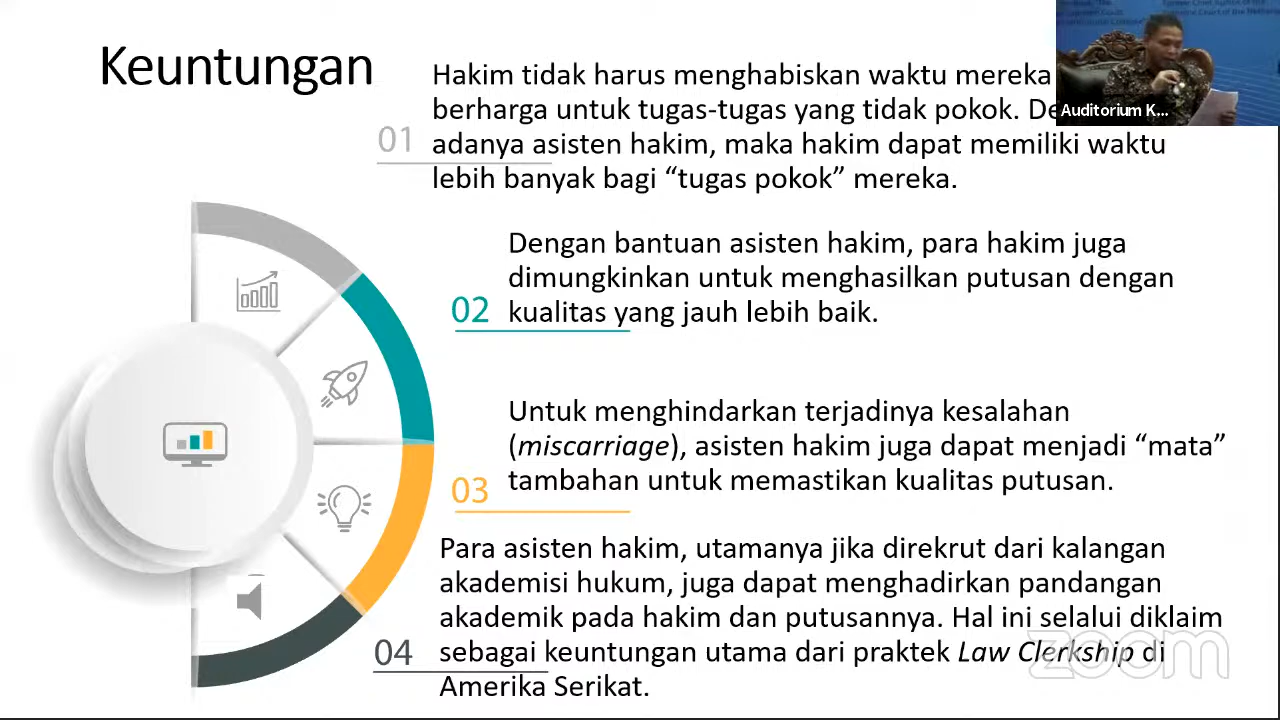 Keuntungan
01
Hakim tidak harus menghabiskan waktu mereka
berharga untuk tugas-tugas yang tidak pokok. De
adanya asisten hakim, maka hakim dapat memiliki waktu
lebih banyak bagi “tugas pokok” mereka.
02
Dengan bantuan asisten hakim, para hakim juga
dimungkinkan untuk menghasilkan putusan dengan
kualitas yang jauh lebih baik.
03
Untuk menghindarkan terjadinya kesalahan
(miscarriage), asisten hakim juga dapat menjadi “mata”
tambahan untuk memastikan kualitas putusan.
04
Para asisten hakim, utamanya jika direkrut dari kalangan
akademisi hukum, juga dapat menghadirkan pandangan
akademik pada hakim dan putusannya. Hal ini selalui diklaim
sebagai keuntungan utama dari praktek Law Clerkship di
Amerika Serikat.
Auditorium K...
zoom